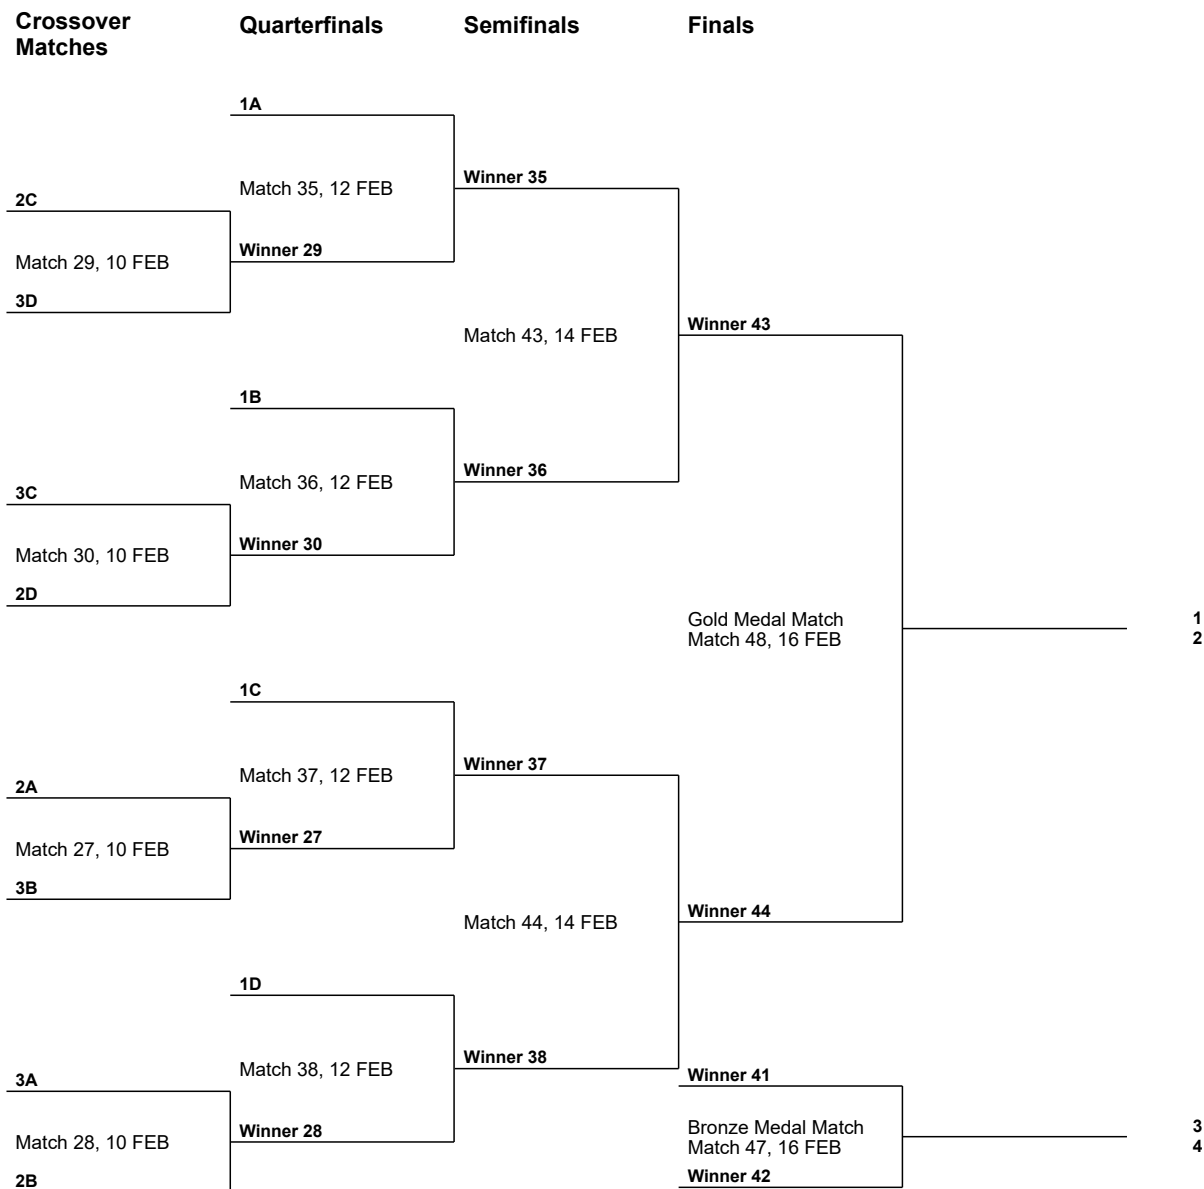 Crossover
Matches
Quarterfinals
Semifinals
Finals
1A
Match 35, 12 FEB
Winner 35
2C
Match 29, 10 FEB
Winner 29
3D
Match 43, 14 FEB
Winner 43
1B
Match 36, 12 FEB
Winner 36
3C
Match 30, 10 FEB
Winner 30
2D
Gold Medal Match
Match 48, 16 FEB
1
2
1C
Match 37, 12 FEB
Winner 37
2A
Match 27, 10 FEB
Winner 27
3B
Match 44, 14 FEB
Winner 44
1D
Match 38, 12 FEB
Winner 38
3A
Match 28, 10 FEB
Winner 28
2B
Winner 41
Bronze Medal Match
Match 47, 16 FEB
Winner 42
3
4